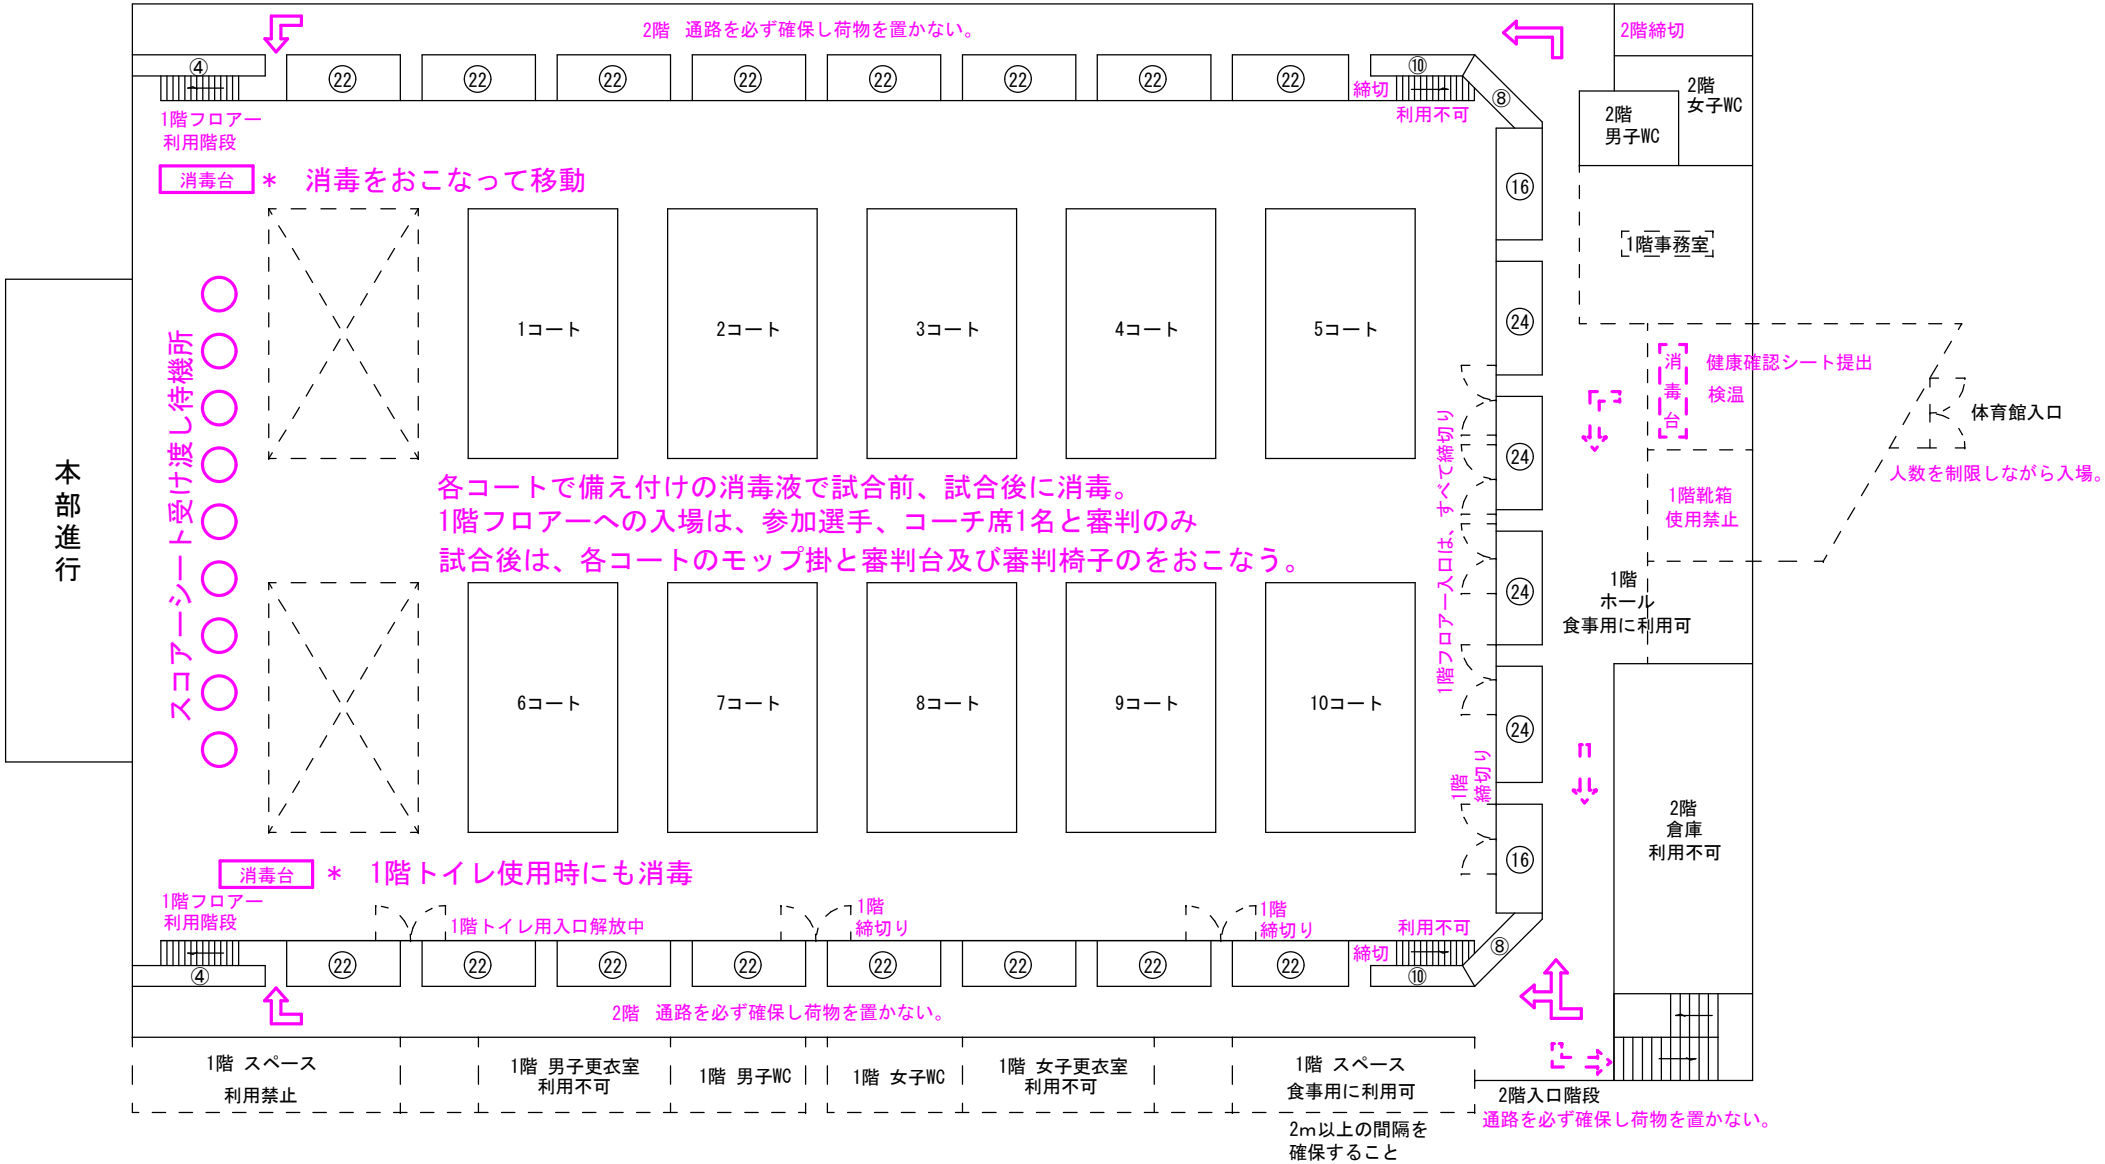 2階 通路を必ず確保し荷物を置かない。
2階締切
④
㉒
㉒
㉒
㉒
㉒
㉒
㉒
㉒
締切
⑩
利用不可
⑧
2階
女子WC
2階
男子WC
1階フロアー
利用階段
消毒台
* 消毒をおこなって移動
⑯
1階事務室
㉔
1コート
2コート
3コート
4コート
5コート
スコアーシート受け渡し待機所
本部進行
消毒台
健康確認シート提出
検温
体育館入口
人数を制限しながら入場。
1階フロアー入口は、すべて締切り
㉔
1階靴箱
使用禁止
各コートで備え付けの消毒液で試合前、試合後に消毒。
1階フロアーへの入場は、参加選手、コーチ席1名と審判のみ
試合後は、各コートのモップ掛と審判台及び審判椅子のをおこなう。
㉔
1階
ホール
食事用に利用可
6コート
7コート
8コート
9コート
10コート
㉔
1階
締切り
2階
倉庫
利用不可
⑯
消毒台
* 1階トイレ使用時にも消毒
1階フロアー
利用階段
1階トイレ用入口解放中
1階
締切り
1階
締切り
利用不可
締切
④
㉒
㉒
㉒
㉒
㉒
㉒
㉒
㉒
⑩
⑧
2階 通路を必ず確保し荷物を置かない。
1階 スペース
利用禁止
1階 男子更衣室
利用不可
1階 男子WC
1階 女子WC
1階 女子更衣室
利用不可
1階 スペース
食事用に利用可
2m以上の間隔を
確保すること
2階入口階段
通路を必ず確保し荷物を置かない。